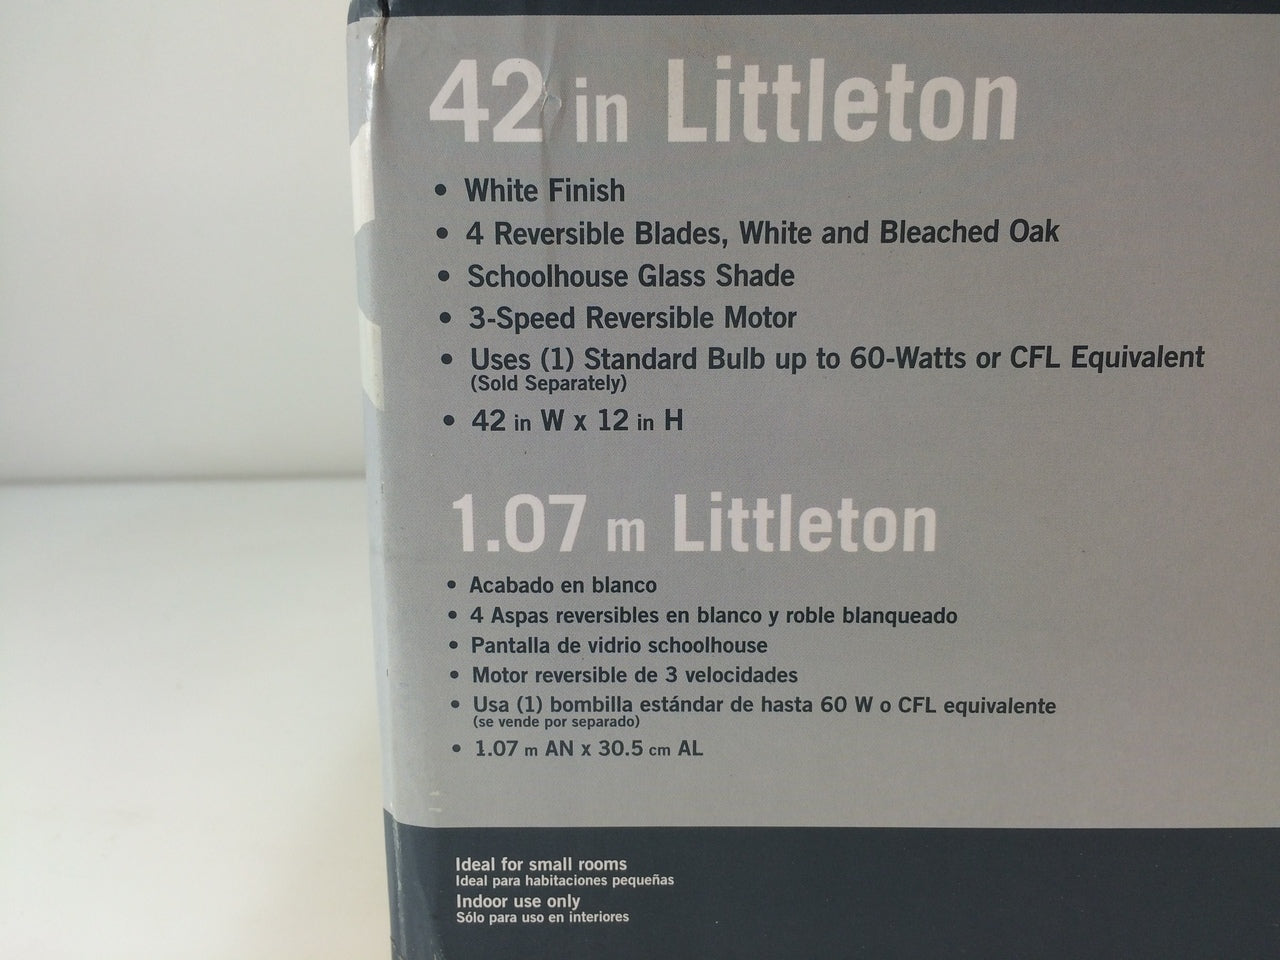 42 in Littleton
• White Finish
• 4 Reversible Blades, White and Bleached Oak
• Schoolhouse Glass Shade
• 3-Speed Reversible Motor
• Uses (1) Standard Bulb up to 60-Watts or CFL Equivalent
(Sold Separately)
• 42 in W x 12 in H
1.07 m Littleton
• Acabado en blanco
• 4 Aspas reversibles en blanco y roble blanqueado
• Pantalla de vidrio schoolhouse
• Motor reversible de 3 velocidades
• Usa (1) bombilla estándar de hasta 60 W o CFL equivalente
(se vende por separado)
• 1.07 m AN x 30.5 cm AL
Ideal for small rooms
Ideal para habitaciones pequeñas
Indoor use only
Sólo para uso en interiores